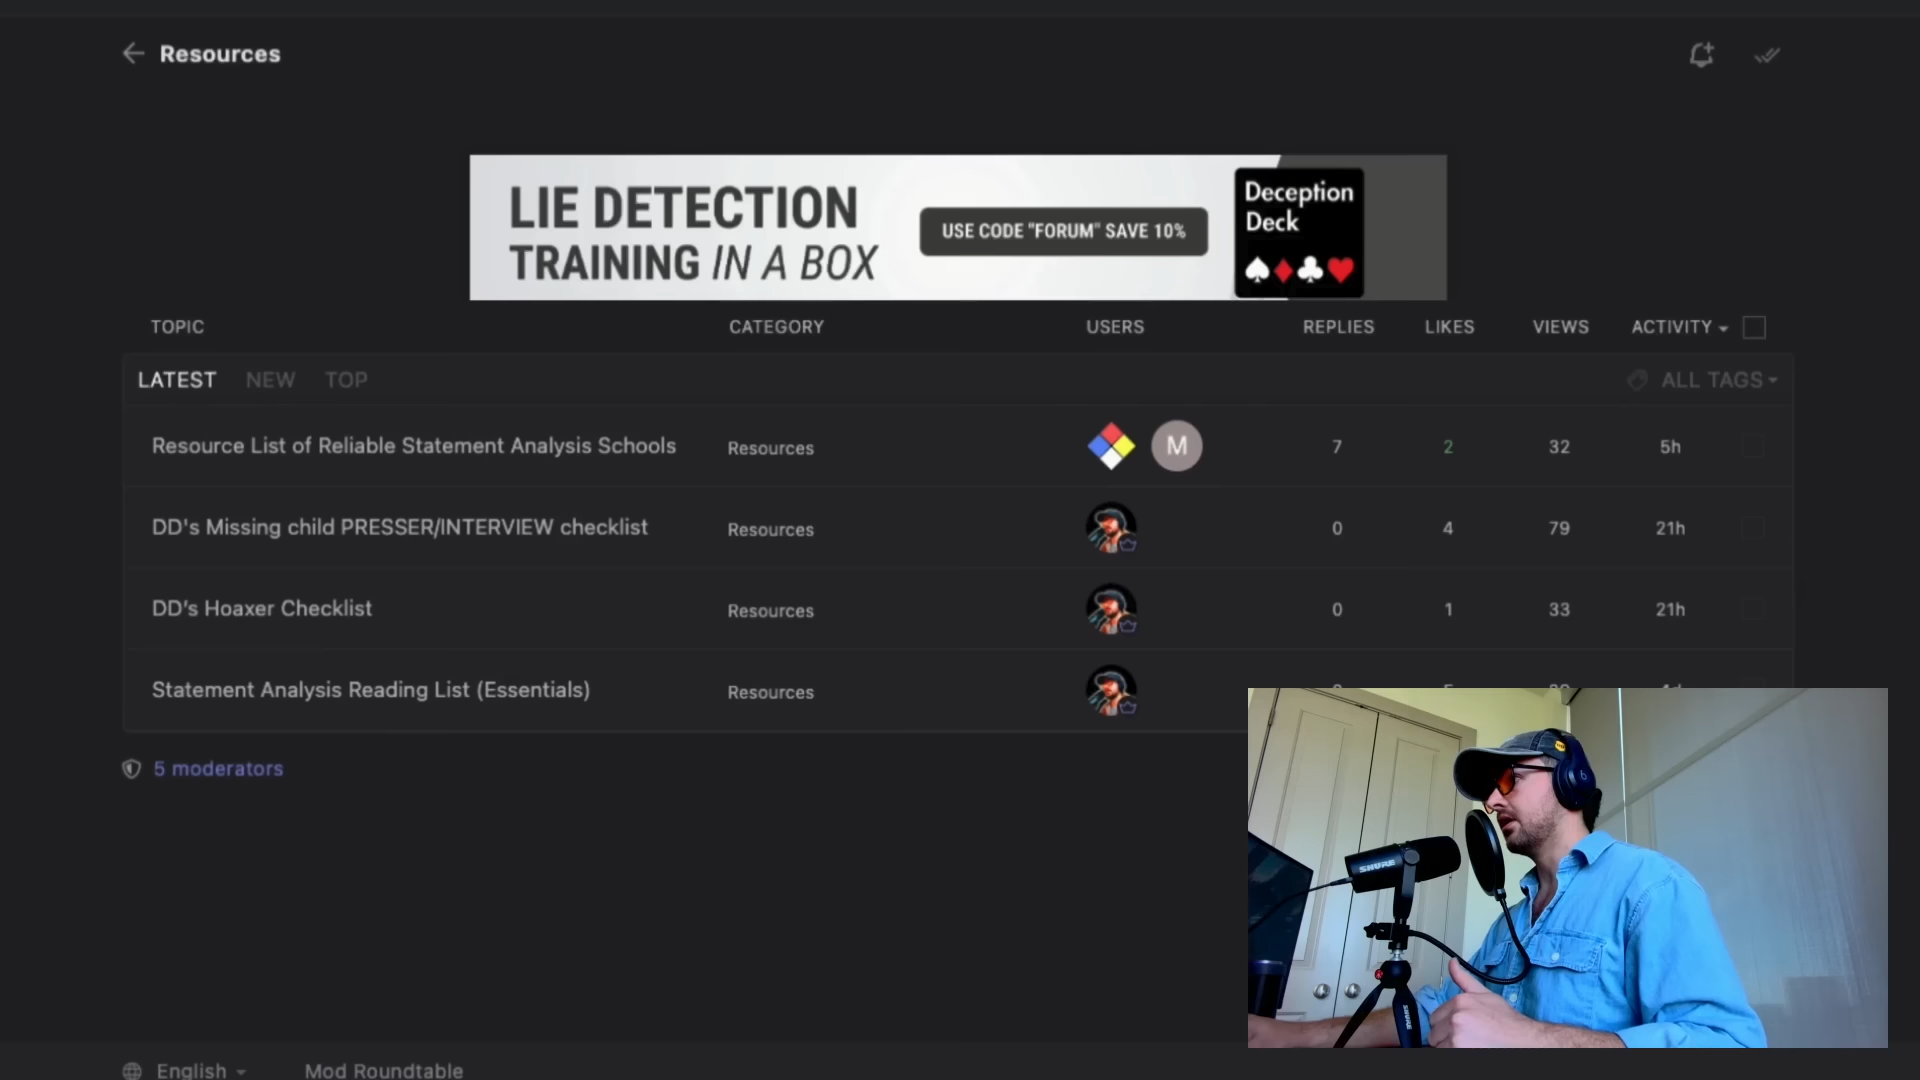 Resources
LIE DETECTION
TRAINING IN A BOX
USE CODE "FORUM" SAVE 10%
Deception
Deck
TOPIC CATEGORY USERS REPLIES LIKES VIEWS ACTIVITY
LATEST NEW TOP ALL TAGS
Resource List of Reliable Statement Analysis Schools Resources M 7 2 32 5h
DD's Missing child PRESSER/INTERVIEW checklist Resources 0 4 79 21h
DD's Hoaxer Checklist Resources 0 1 33 21h
Statement Analysis Reading List (Essentials) Resources
5 moderators
SHURE
SHURE
English Mod Roundtable